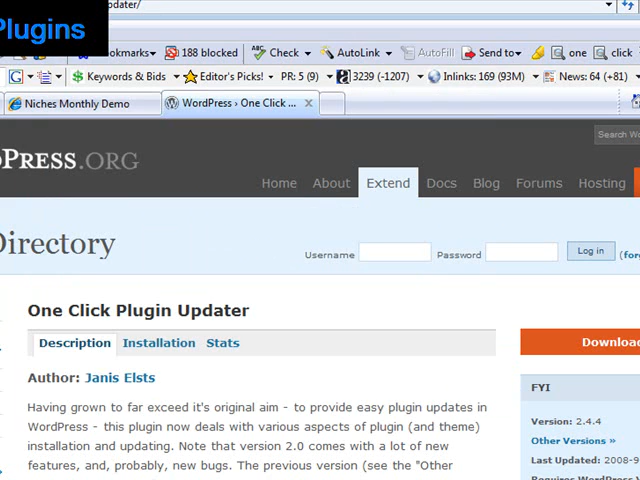 pdater/
Plugins
okmarks 188 blocked Check AutoLink AutoFill Send to one click
G Keywords & Bids Editor's Picks! PR: 5 (9) 3239 (-1207) Inlinks: 169 (93M) News: 64 (+81)
Niches Monthly Demo WordPress › One Click ... x
Search Wo
PRESS.ORG
Home About Extend Docs Blog Forums Hosting
Directory
Username Password Log in (forg
One Click Plugin Updater
Description Installation Stats
Download
Author: Janis Elsts
FYI
Having grown to far exceed it's original aim - to provide easy plugin updates in
WordPress - this plugin now deals with various aspects of plugin (and theme)
installation and updating. Note that version 2.0 comes with a lot of new
features, and, probably, new bugs. The previous version (see the "Other
Version: 2.4.4
Other Versions »
Last Updated: 2008-9
Requires WordPress V